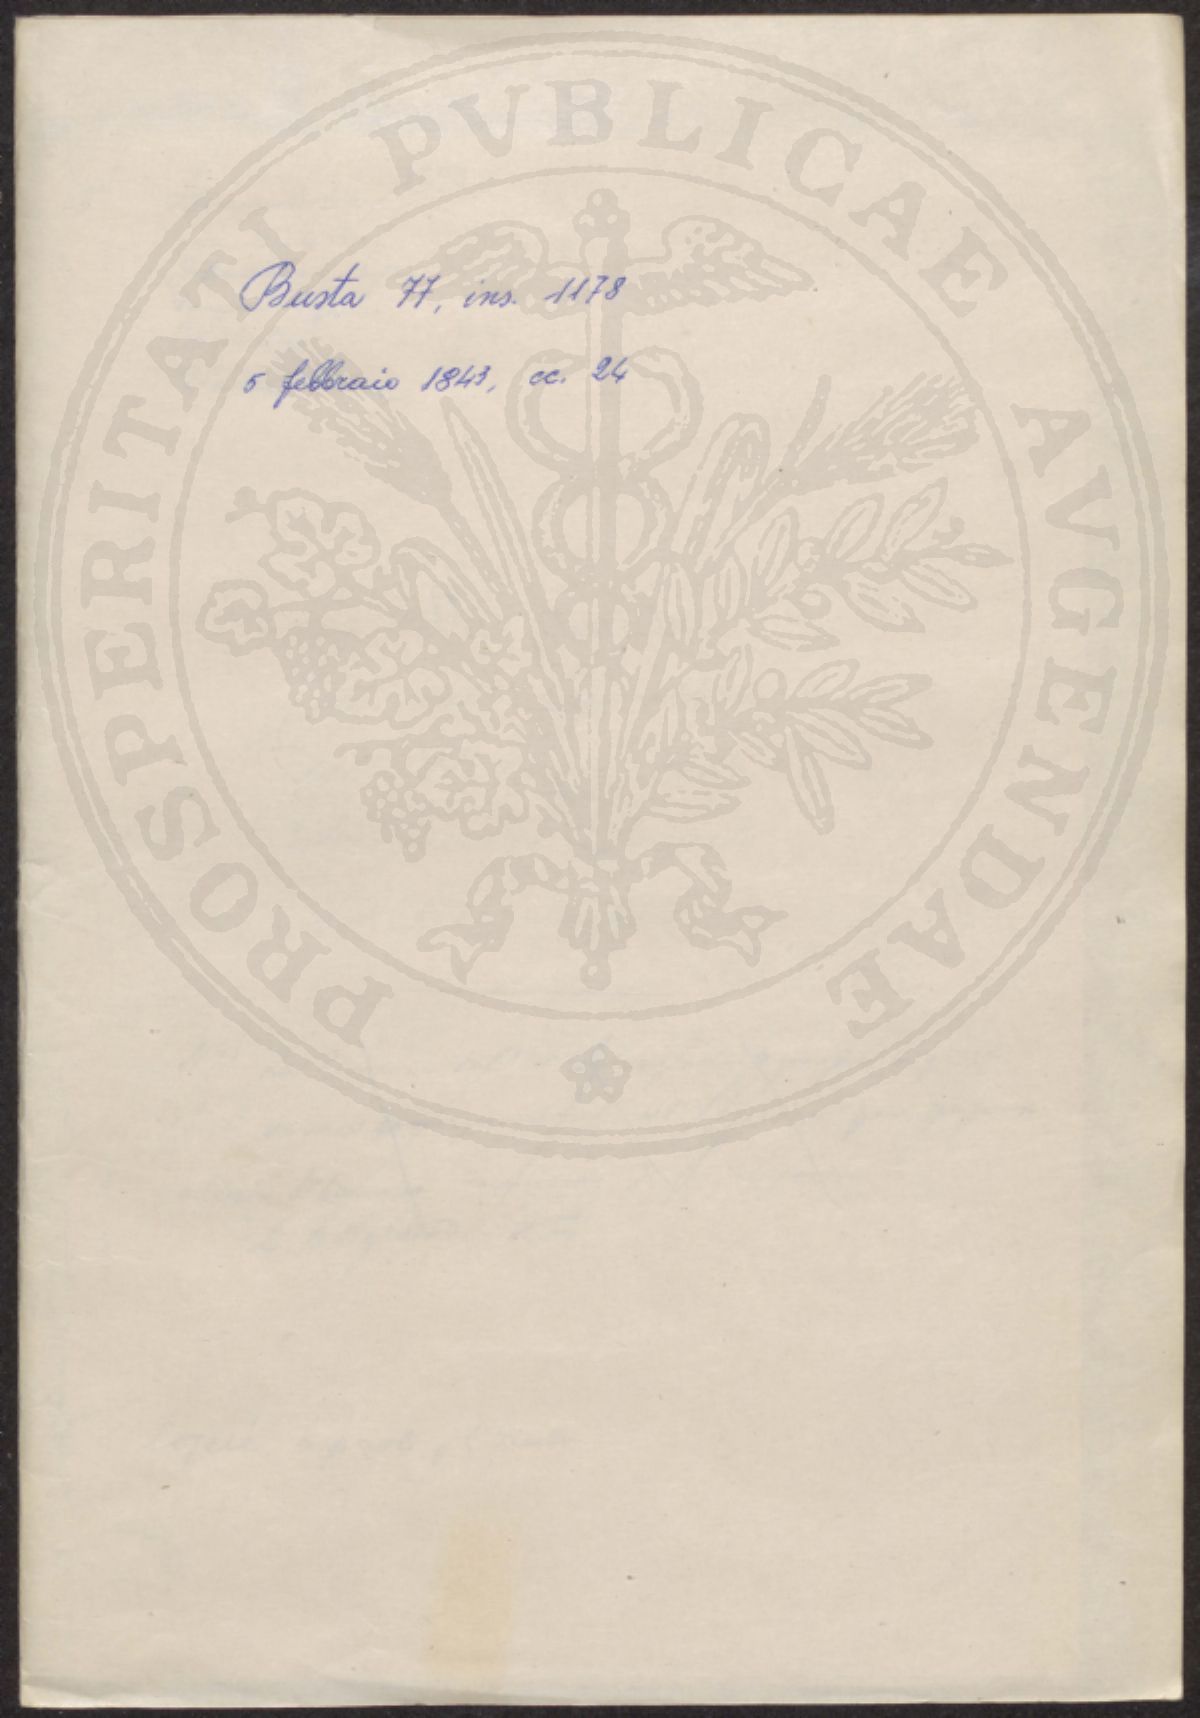 PROSPERITATI PVBLICAE AVGENDAE
Busta 77, ins. 1178
5 febbraio 1843, cc. 24